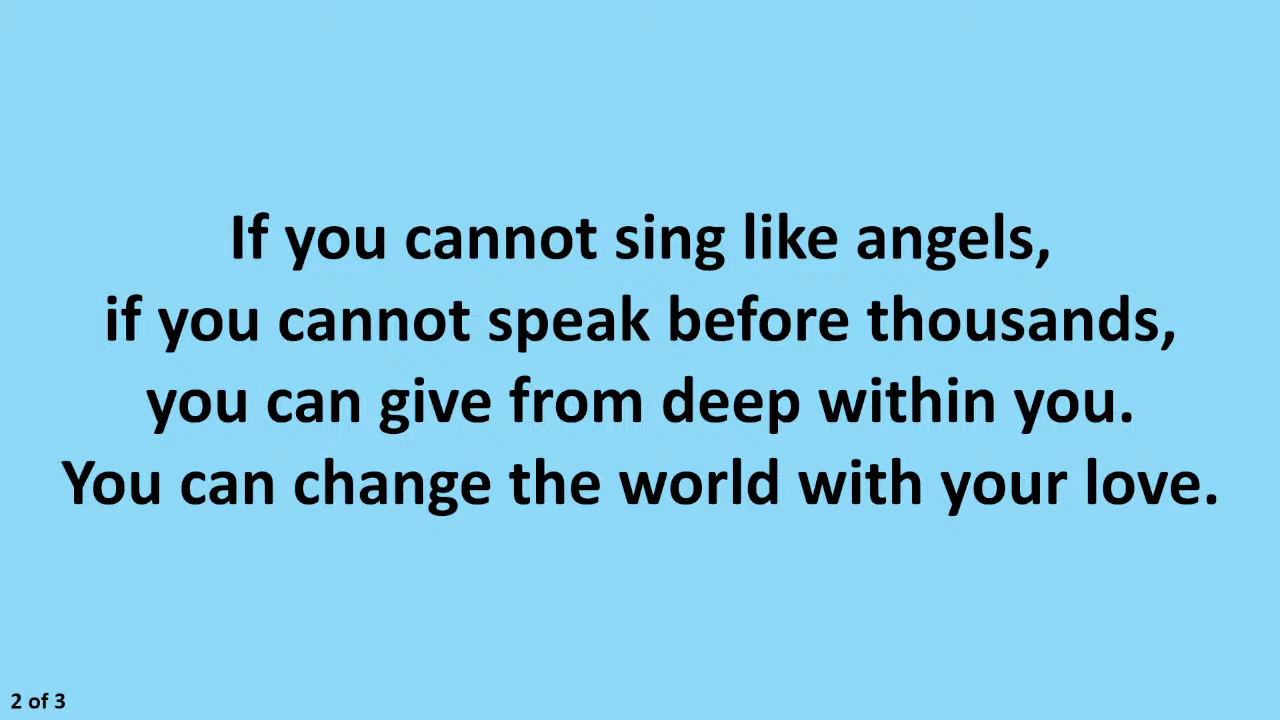 If you cannot sing like angels,
if you cannot speak before thousands,
you can give from deep within you.
You can change the world with your love.
2 of 3